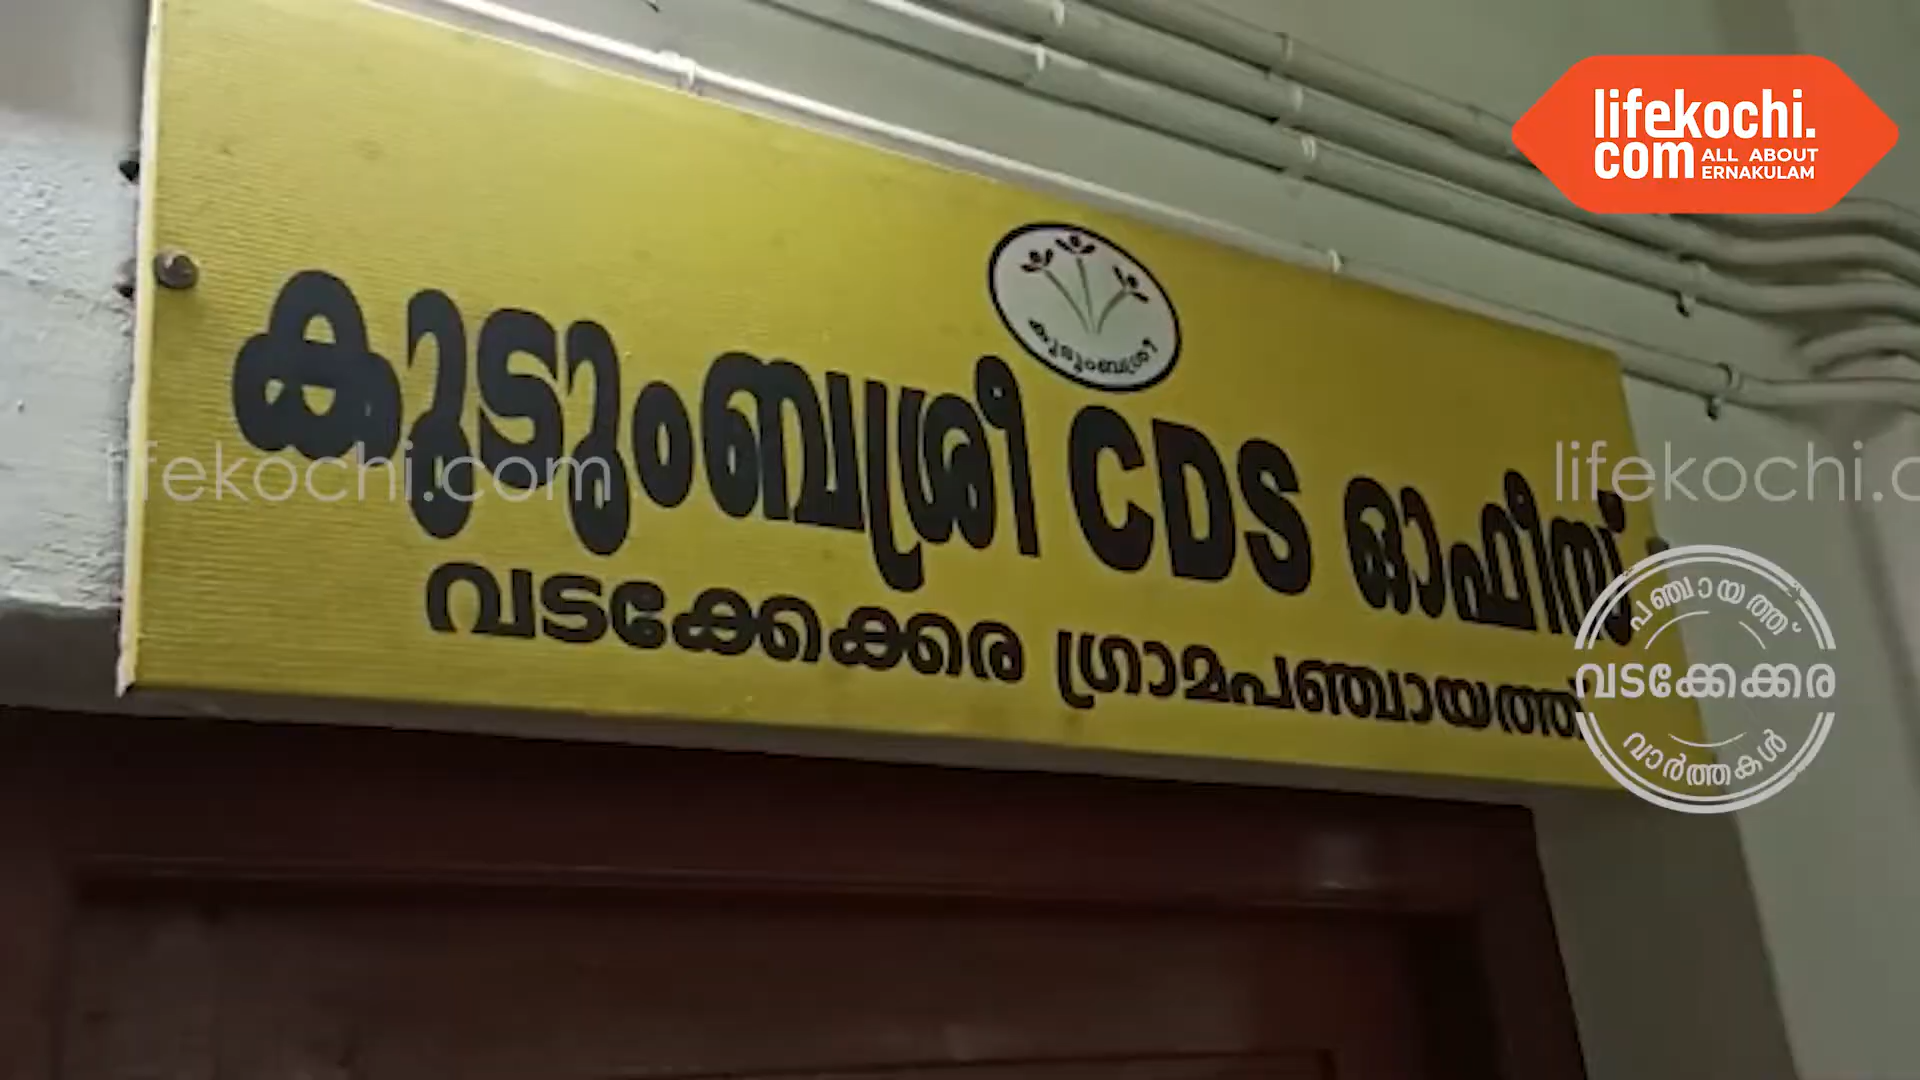 lifekochi.
com ALL ABOUT
ERNAKULAM
കുടുംബശ്രീ
കുടുംബശ്രീ CDS ഓഫീസ്
വടക്കേക്കര ഗ്രാമപഞ്ചായത്ത്
lifekochi.com
lifekochi.c
പഞ്ചായത്ത്
വടക്കേക്കര
വാർത്തകൾ